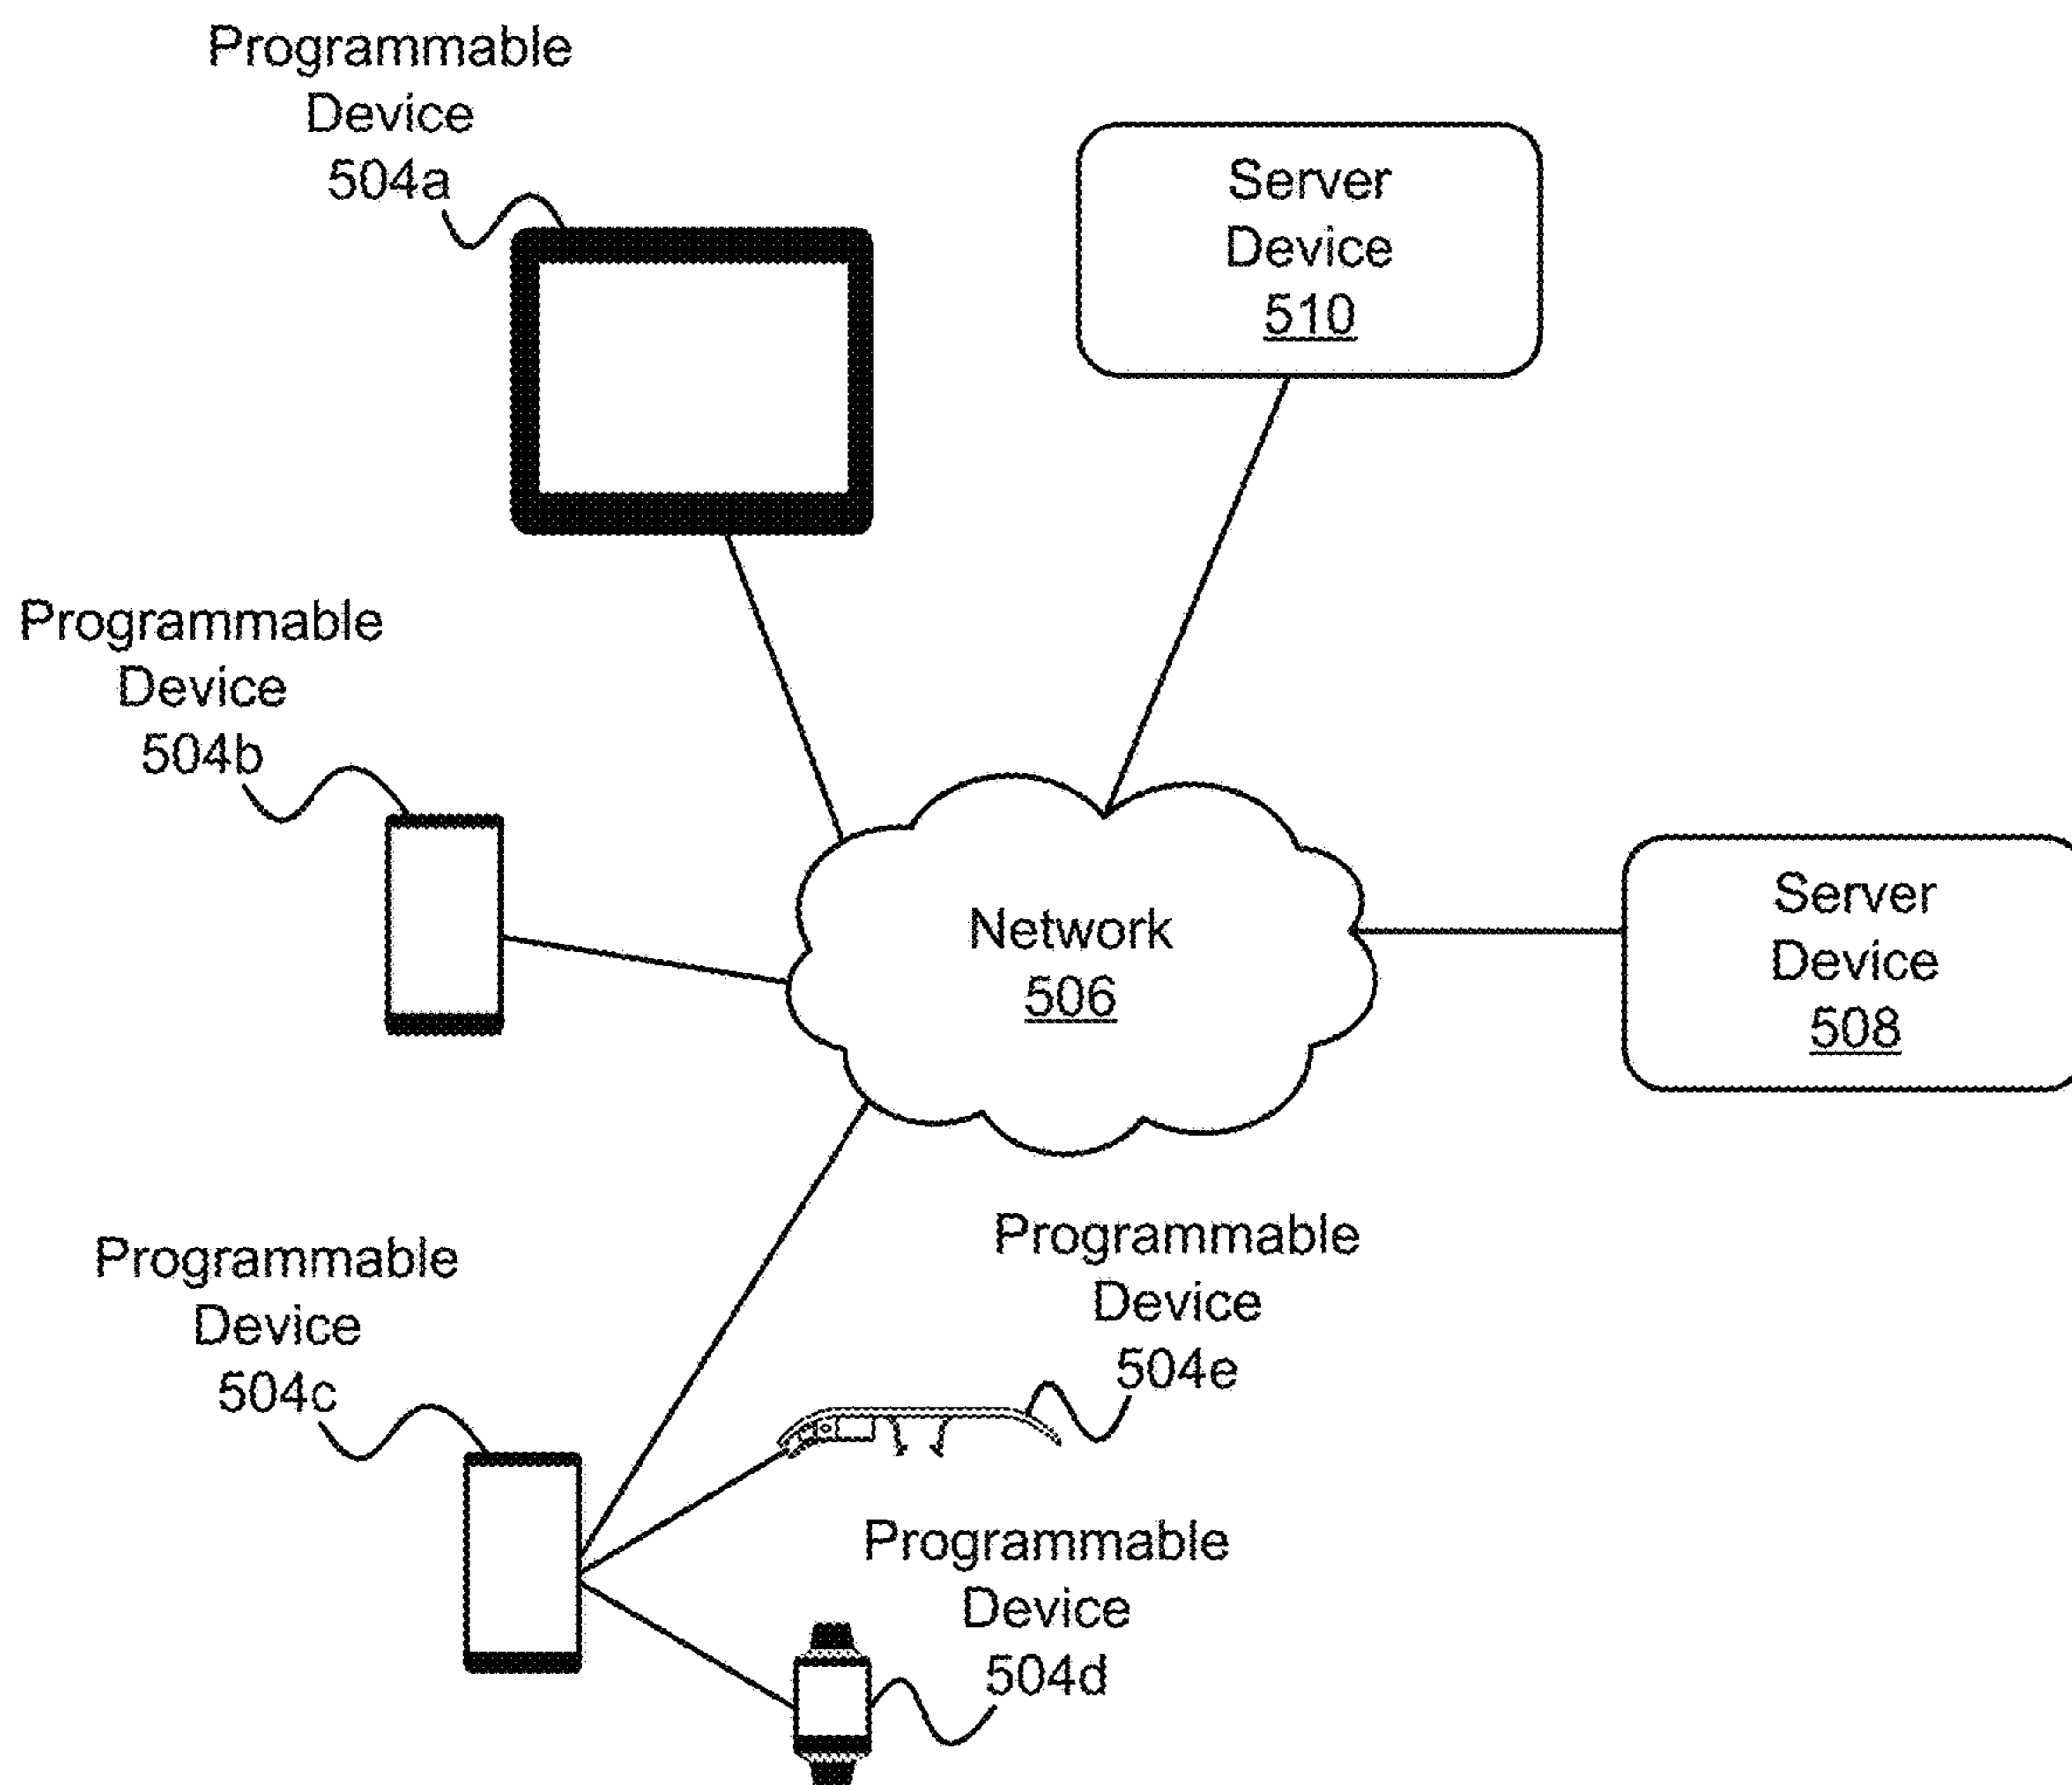 Programmable
Device
504a
Server
Device
510
Programmable
Device
504b
Network
506
Server
Device
508
Programmable
Device
504c
Programmable
Device
504e
Programmable
Device
504d